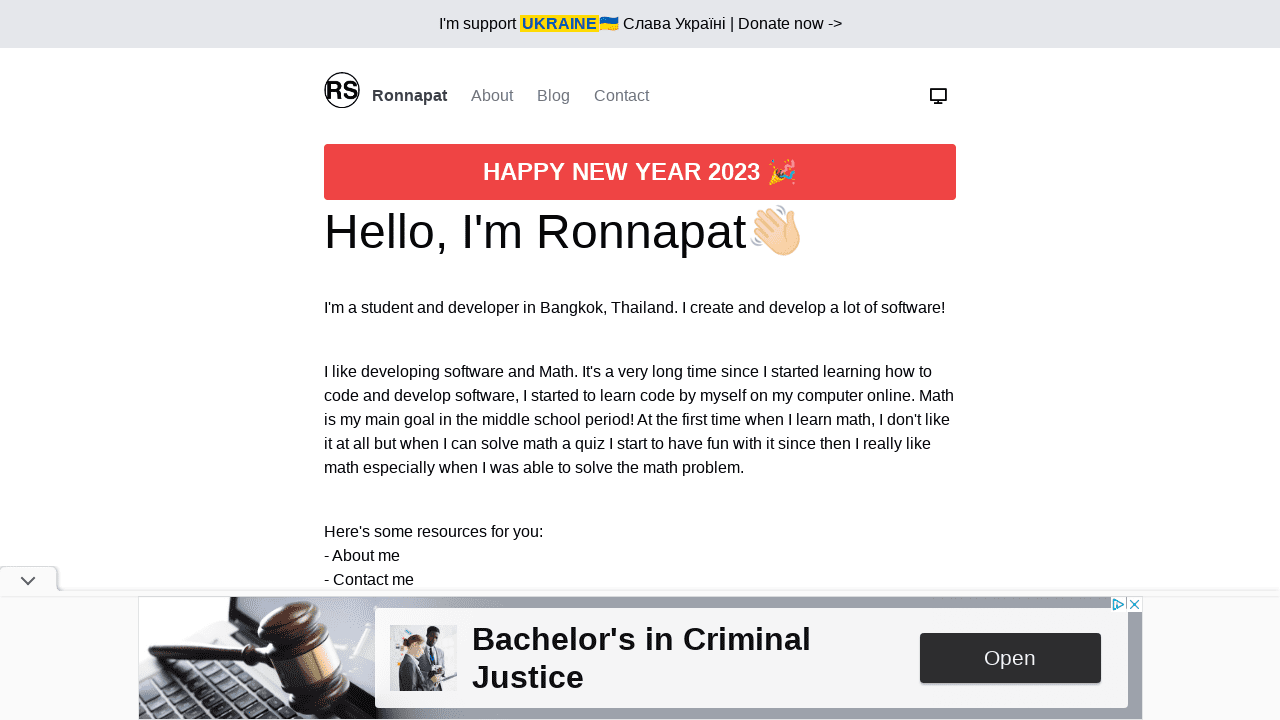 I'm support UKRAINE🇺🇦 Слава Україні | Donate now ->
RS Ronnapat About Blog Contact
HAPPY NEW YEAR 2023 🎉
Hello, I'm Ronnapat👋🏻
I'm a student and developer in Bangkok, Thailand. I create and develop a lot of software!
I like developing software and Math. It's a very long time since I started learning how to
code and develop software, I started to learn code by myself on my computer online. Math
is my main goal in the middle school period! At the first time when I learn math, I don't like
it at all but when I can solve math a quiz I start to have fun with it since then I really like
math especially when I was able to solve the math problem.
Here's some resources for you:
- About me
- Contact me
Bachelor's in Criminal
Justice
Open